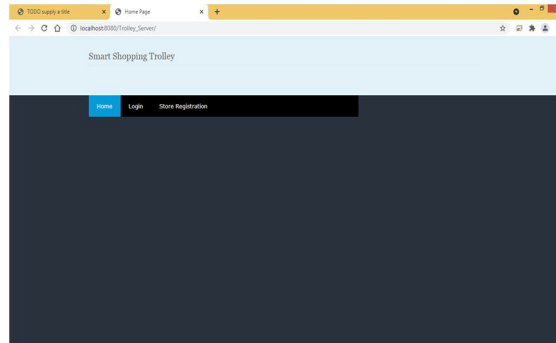 TODO supply a title
Home Page
localhost:8080/Trolley_Server/
Smart Shopping Trolley
Home Login Store Registration